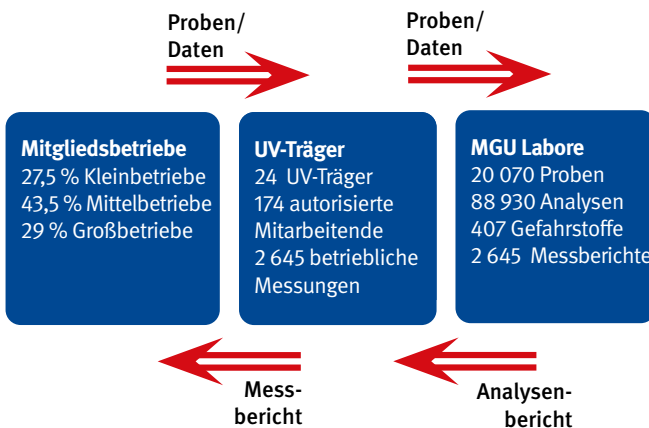 Proben/
Daten
Proben/
Daten
Mitgliedsbetriebe
27,5 % Kleinbetriebe
43,5 % Mittelbetriebe
29 % Großbetriebe
UV-Träger
24 UV-Träger
174 autorisierte
Mitarbeitende
2 645 betriebliche
Messungen
MGU Labore
20 070 Proben
88 930 Analysen
407 Gefahrstoffe
2 645 Messberichte
Mess-
bericht
Analysen-
bericht